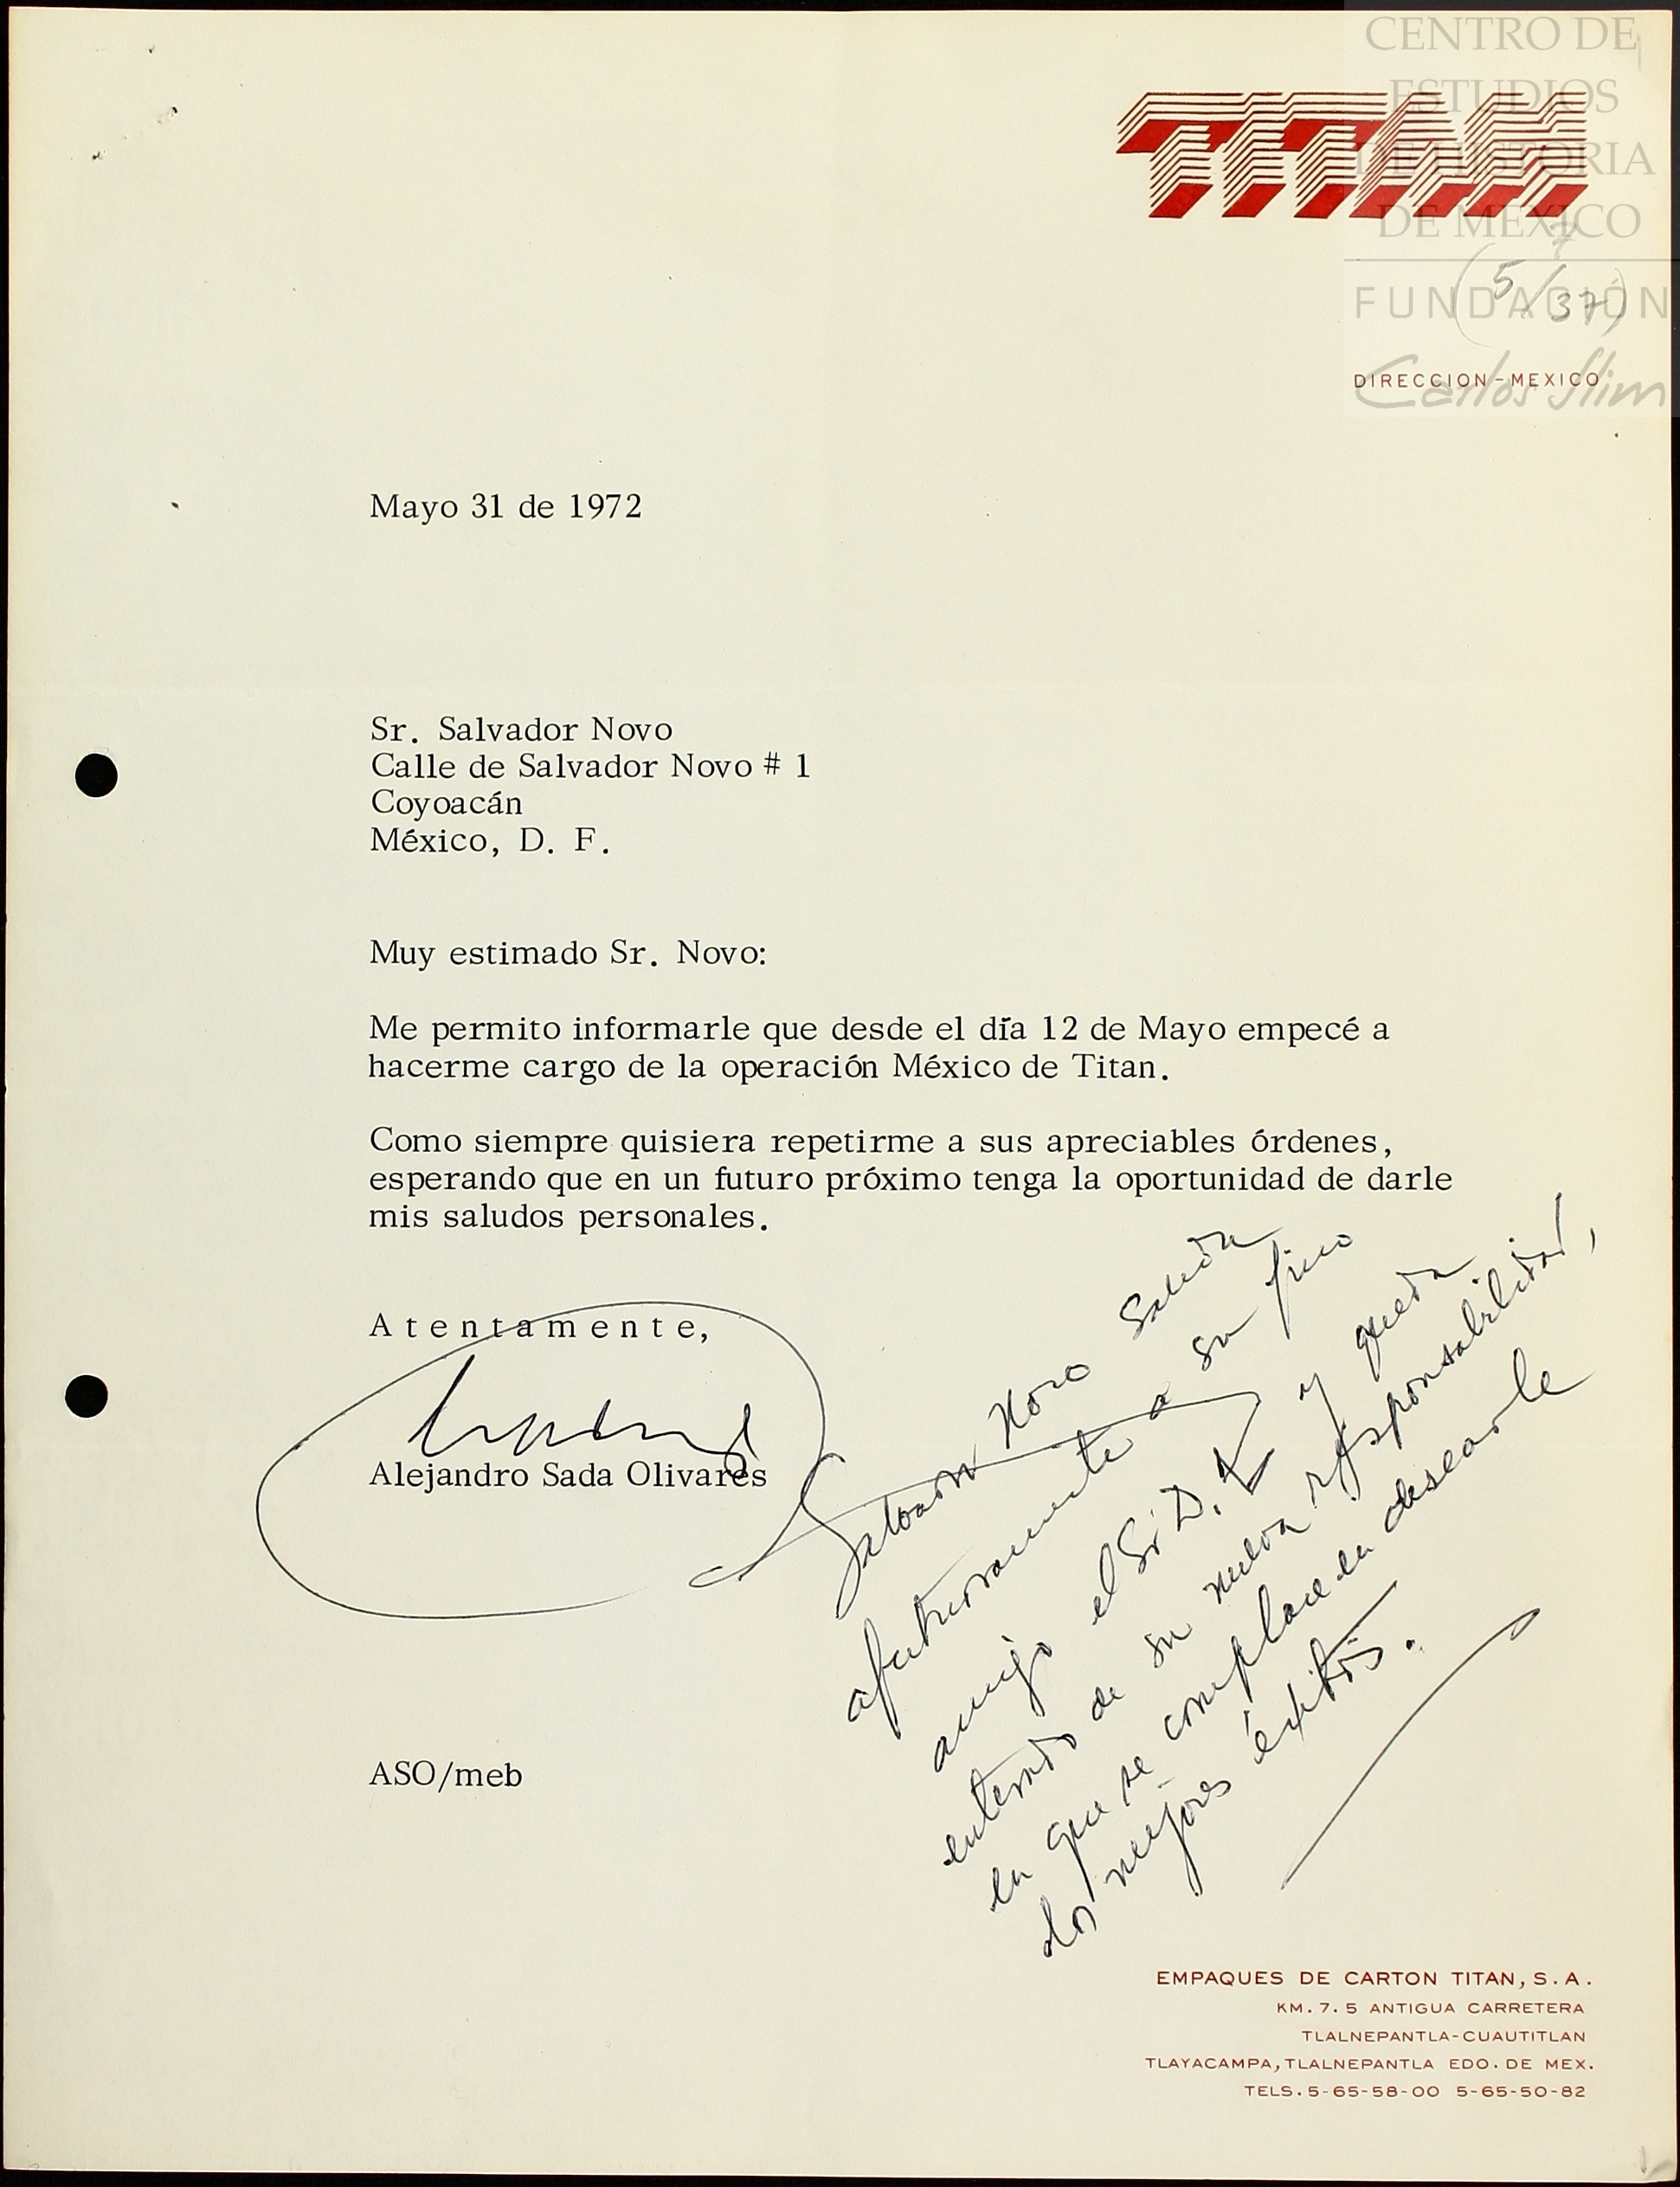 CENTRO DE
ESTUDIOS
DE HISTORIA
DE MEXICO
FUNDACIÓN
Carlos Slim
TITAN
7
(5/37)
DIRECCION-MEXICO
Mayo 31 de 1972
Sr. Salvador Novo
Calle de Salvador Novo # 1
Coyoacán
México, D. F.
Muy estimado Sr. Novo:
Me permito informarle que desde el día 12 de Mayo empecé a
hacerme cargo de la operación México de Titan.
Como siempre quisiera repetirme a sus apreciables órdenes,
esperando que en un futuro próximo tenga la oportunidad de darle
mis saludos personales.
Atentamente,
Alejandro Sada Olivares
Salvador Novo saluda
afectuosamente a su fino
amigo el Sr D. y queda
enterado de su nueva responsabilidad,
en que se complace en desearle
los mejores éxitos.
ASO/meb
EMPAQUES DE CARTON TITAN, S.A.
KM. 7.5 ANTIGUA CARRETERA
TLALNEPANTLA-CUAUTITLAN
TLAYACAMPA, TLALNEPANTLA EDO. DE MEX.
TELS. 5-65-58-00 5-65-50-82